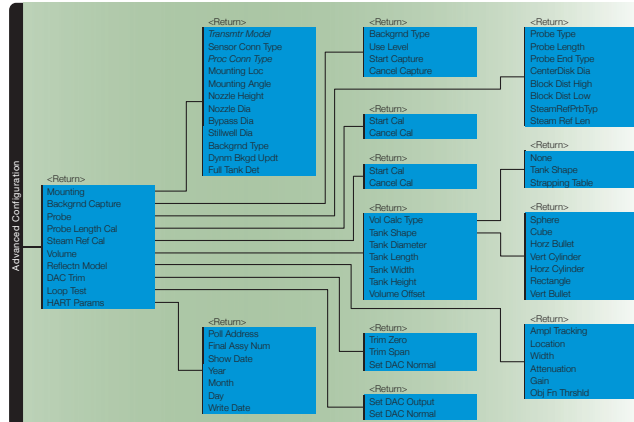 Advanced Configuration
<Return>
Mounting
Backgrnd Capture
Probe
Probe Length Cal
Steam Ref Cal
Volume
Reflectn Model
DAC Trim
Loop Test
HART Params
<Return>
Transmtr Model
Sensor Conn Type
Proc Conn Type
Mounting Loc
Mounting Angle
Nozzle Height
Nozzle Dia
Bypass Dia
Stillwell Dia
Backgrnd Type
Dynm Bkgd Updt
Full Tank Det
<Return>
Poll Address
Final Assy Num
Show Date
Year
Month
Day
Write Date
<Return>
Backgrnd Type
Use Level
Start Capture
Cancel Capture
<Return>
Start Cal
Cancel Cal
<Return>
Start Cal
Cancel Cal
<Return>
Vol Calc Type
Tank Shape
Tank Diameter
Tank Length
Tank Width
Tank Height
Volume Offset
<Return>
Trim Zero
Trim Span
Set DAC Normal
<Return>
Set DAC Output
Set DAC Normal
<Return>
Probe Type
Probe Length
Probe End Type
CenterDisk Dia
Block Dist High
Block Dist Low
SteamRefPrbTyp
Steam Ref Len
<Return>
None
Tank Shape
Strapping Table
<Return>
Sphere
Cube
Horz Bullet
Vert Cylinder
Horz Cylinder
Rectangle
Vert Bullet
<Return>
Ampl Tracking
Location
Width
Attenuation
Gain
Obj Fn Thrshld